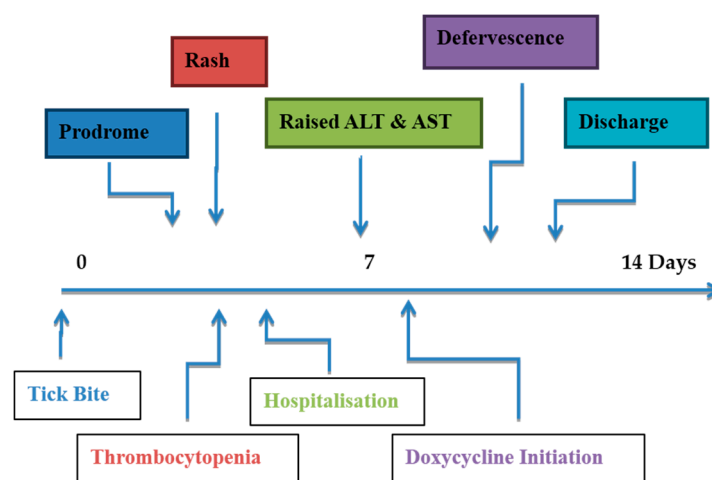 Defervescence
Rash
Prodrome
Raised ALT & AST
Discharge
0
7
14 Days
Tick Bite
Hospitalisation
Thrombocytopenia
Doxycycline Initiation